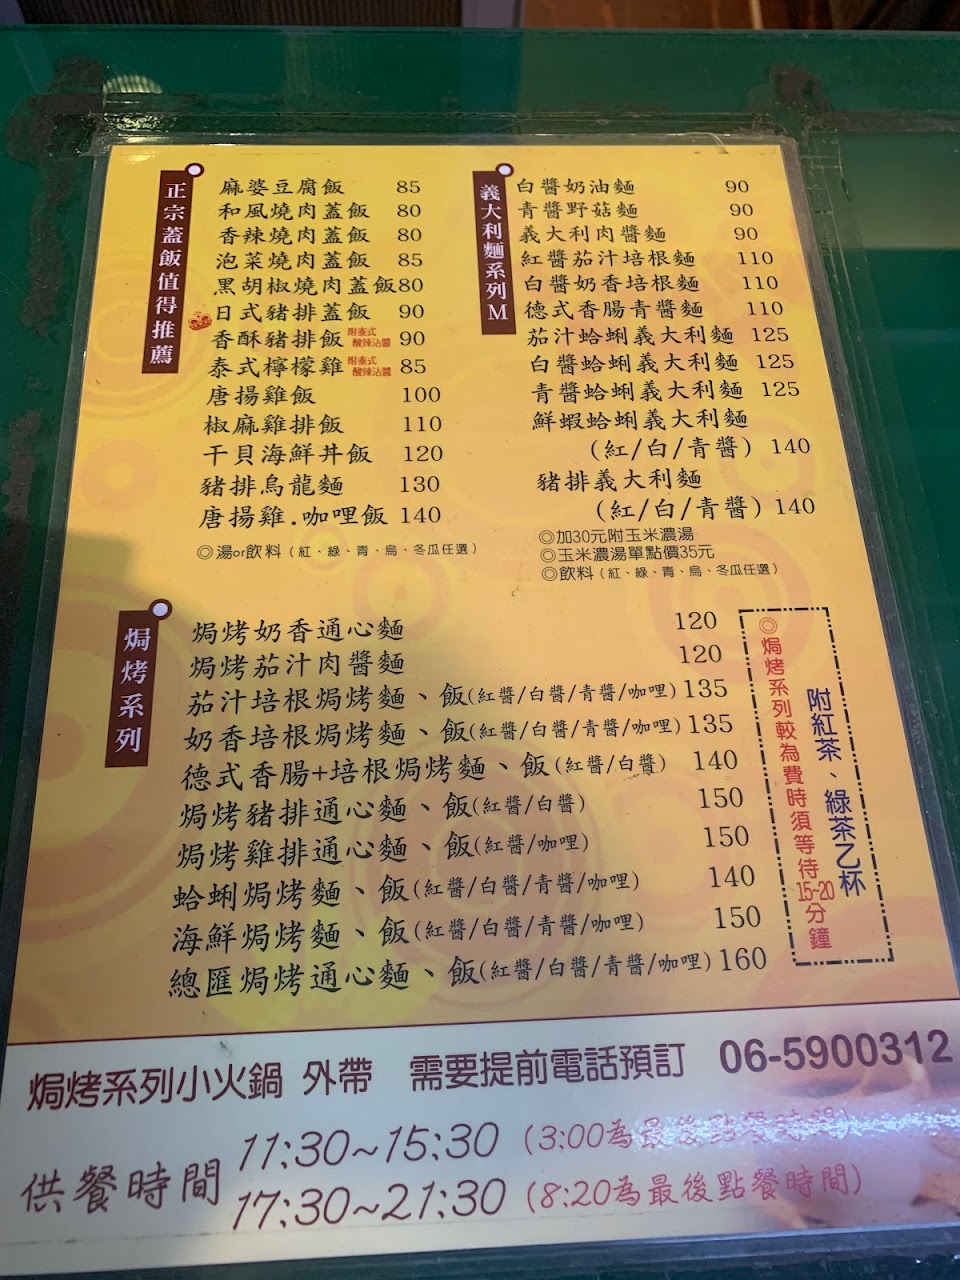 正宗蓋飯值得推薦
麻婆豆腐飯 85
和風燒肉蓋飯 80
香辣燒肉蓋飯 80
泡菜燒肉蓋飯 85
黑胡椒燒肉蓋飯80
日式豬排蓋飯 90
香酥豬排飯 附泰式酸辣沾醬 90
泰式檸檬雞 附泰式酸辣沾醬 85
唐揚雞飯 100
椒麻雞排飯 110
干貝海鮮丼飯 120
豬排烏龍麵 130
唐揚雞.咖哩飯 140
◎湯or飲料（紅、綠、青、烏、冬瓜任選）
義大利麵系列M
白醬奶油麵 90
青醬野菇麵 90
義大利肉醬麵 90
紅醬茄汁培根麵 110
白醬奶香培根麵 110
德式香腸青醬麵 110
茄汁蛤蜊義大利麵 125
白醬蛤蜊義大利麵 125
青醬蛤蜊義大利麵 125
鮮蝦蛤蜊義大利麵
(紅/白/青醬) 140
豬排義大利麵
(紅/白/青醬) 140
◎加30元附玉米濃湯
◎玉米濃湯單點價35元
◎飲料（紅、綠、青、烏、冬瓜任選）
焗烤系列
焗烤奶香通心麵 120
焗烤茄汁肉醬麵 120
茄汁培根焗烤麵、飯(紅醬/白醬/青醬/咖哩) 135
奶香培根焗烤麵、飯(紅醬/白醬/青醬/咖哩) 135
德式香腸+培根焗烤麵、飯(紅醬/白醬) 140
焗烤豬排通心麵、飯(紅醬/白醬) 150
焗烤雞排通心麵、飯(紅醬/咖哩) 150
蛤蜊焗烤麵、飯(紅醬/白醬/青醬/咖哩) 140
海鮮焗烤麵、飯(紅醬/白醬/青醬/咖哩) 150
總匯焗烤通心麵、飯(紅醬/白醬/青醬/咖哩) 160
附紅茶、綠茶乙杯
◎焗烤系列較為費時須等待15~20分鐘
焗烤系列小火鍋 外帶 需要提前電話預訂 06-5900312
供餐時間
11:30~15:30 (3:00為最後點餐時間)
17:30~21:30 (8:20為最後點餐時間)